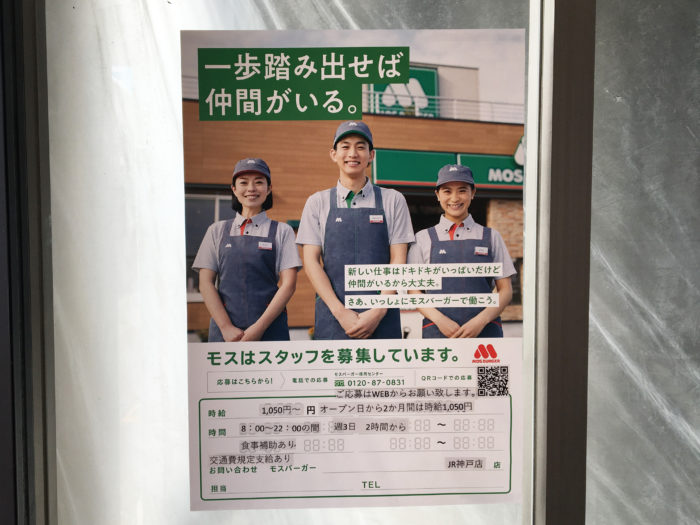 一歩踏み出せば
仲間がいる。
MOS BURGER
MOS
新しい仕事はドキドキがいっぱいだけど
仲間がいるから大丈夫。
さあ、いっしょにモスバーガーで働こう。
モスはスタッフを募集しています。
MOS BURGER
応募はこちらから!
電話での応募
モスバーガー採用センター
0120-87-0831
QRコードでの応募
ご応募はWEBからお願い致します。
時給 1,050円～ 円 オープン日から2か月間は時給1,050円
時間 8：00～22：00の間 週3日 2時間から ～ 88:88
食事補助あり 88:88 ～ 88:88
交通費規定支給あり
お問い合わせ モスバーガー JR神戸店 店
担当 TEL